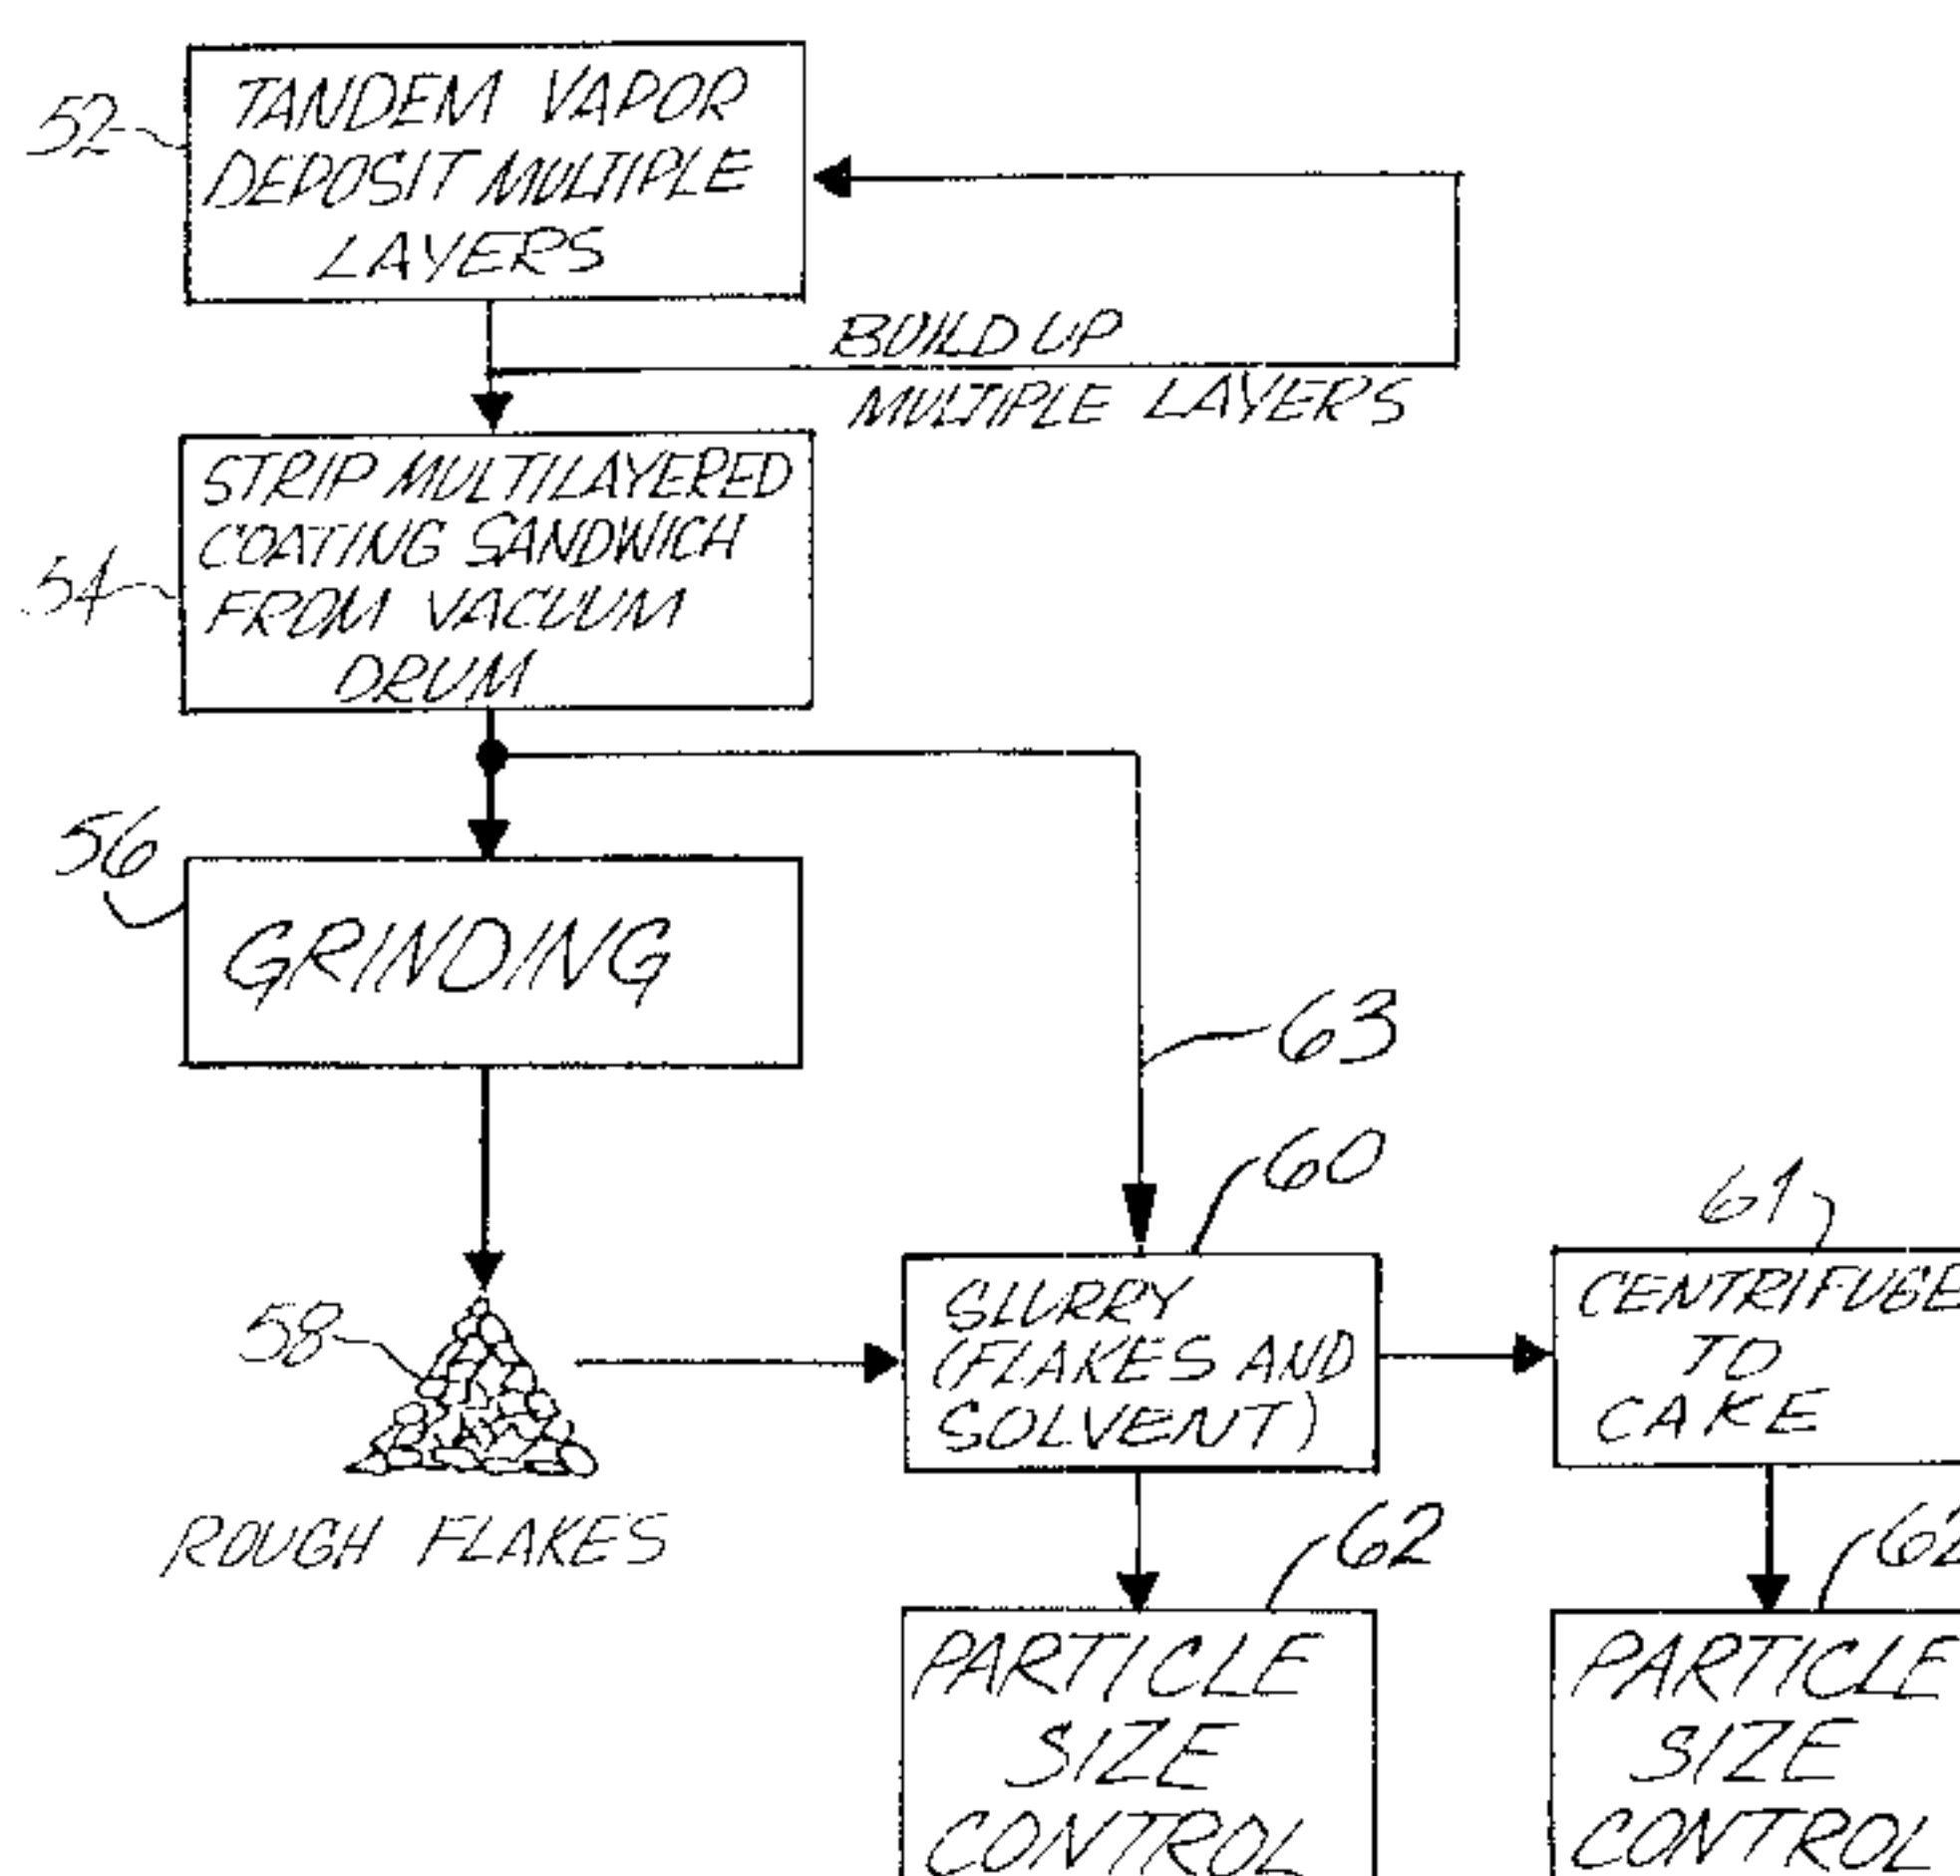 52
TANDEM VAPOR
DEPOSIT MULTIPLE
LAYERS
BUILD UP
MULTIPLE LAYERS
54
STRIP MULTILAYERED
COATING SANDWICH
FROM VACUUM
DRUM
56
GRINDING
63
60
61
58
SLURRY
(FLAKES AND
SOLVENT)
CENTRIFUGE
TO
CAKE
ROUGH FLAKES
62
62
PARTICLE
SIZE
CONTROL
PARTICLE
SIZE
CONTROL